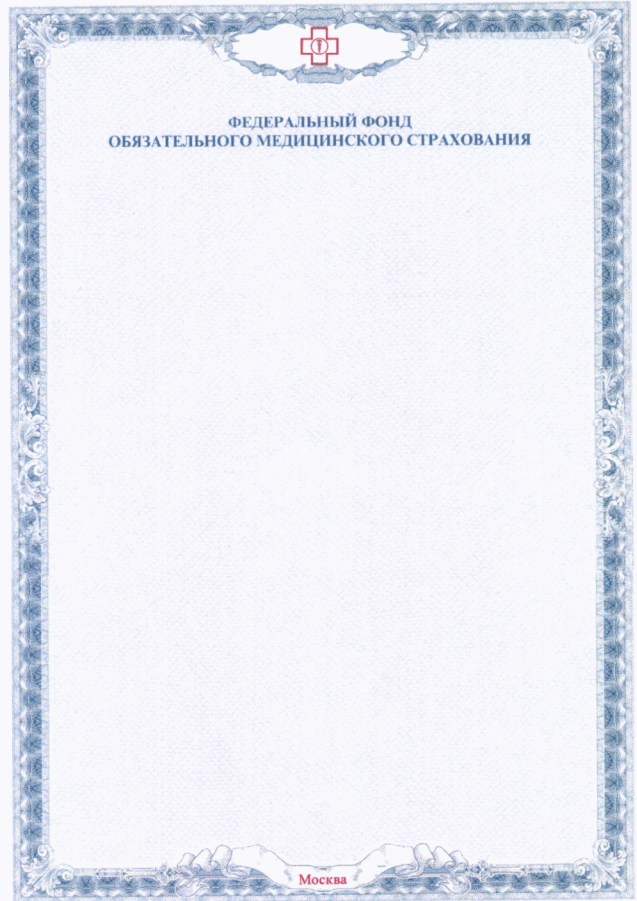 ФЕДЕРАЛЬНЫЙ ФОНД
ОБЯЗАТЕЛЬНОГО МЕДИЦИНСКОГО СТРАХОВАНИЯ
Москва